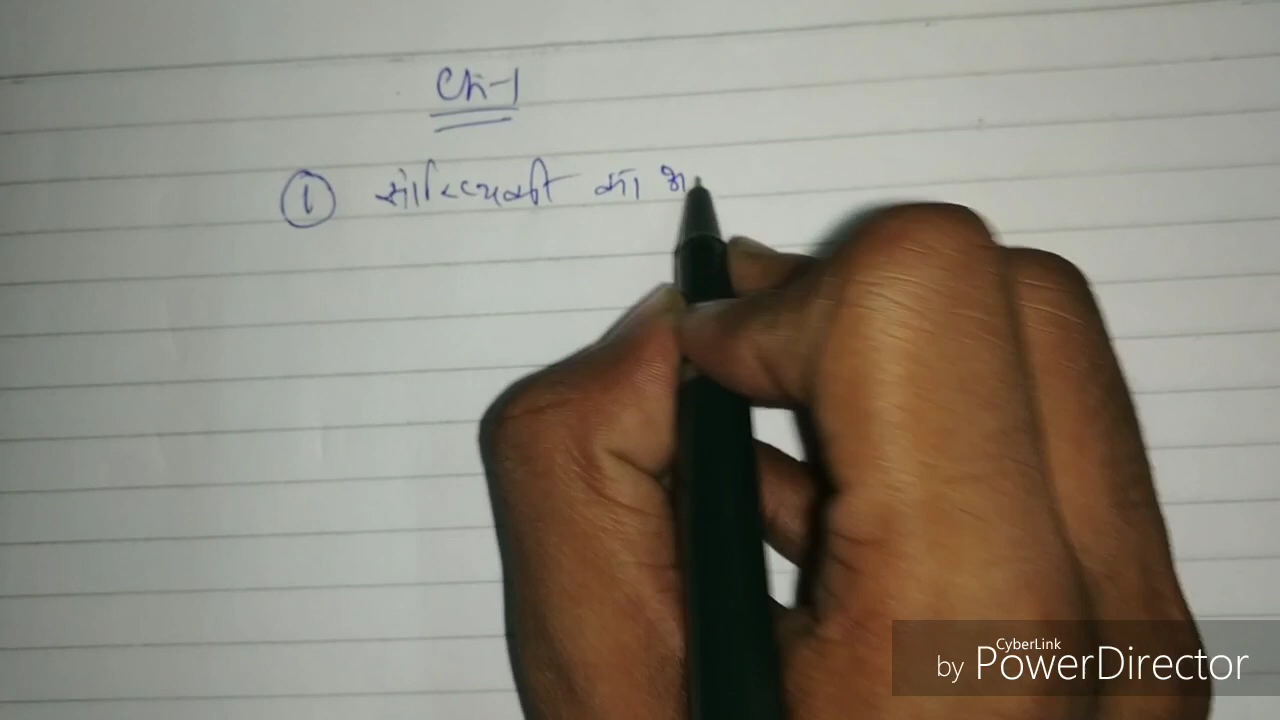 Ch-1
① सांख्यिकी का अ
CyberLink
by PowerDirector